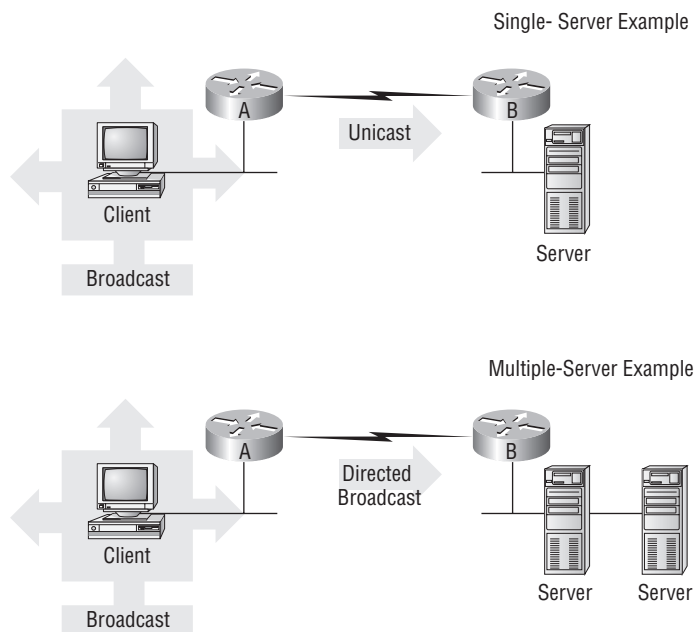 Single- Server Example
A
B
Unicast
Client
Server
Broadcast
Multiple-Server Example
A
B
Directed
Broadcast
Client
Server
Server
Broadcast